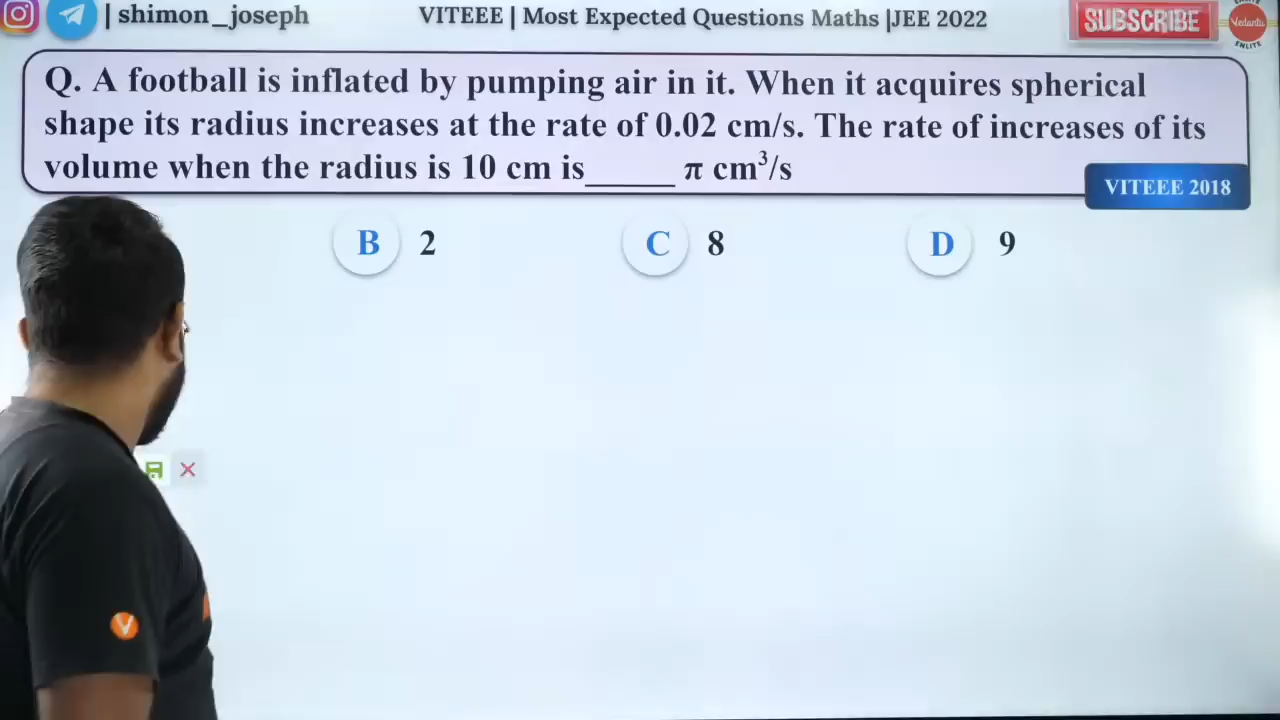 | shimon_joseph
VITEEE | Most Expected Questions Maths |JEE 2022
SUBSCRIBE
Vedantu
ENLITE
Q. A football is inflated by pumping air in it. When it acquires spherical
shape its radius increases at the rate of 0.02 cm/s. The rate of increases of its
volume when the radius is 10 cm is______ π cm³/s
VITEEE 2018
B 2
C 8
D 9